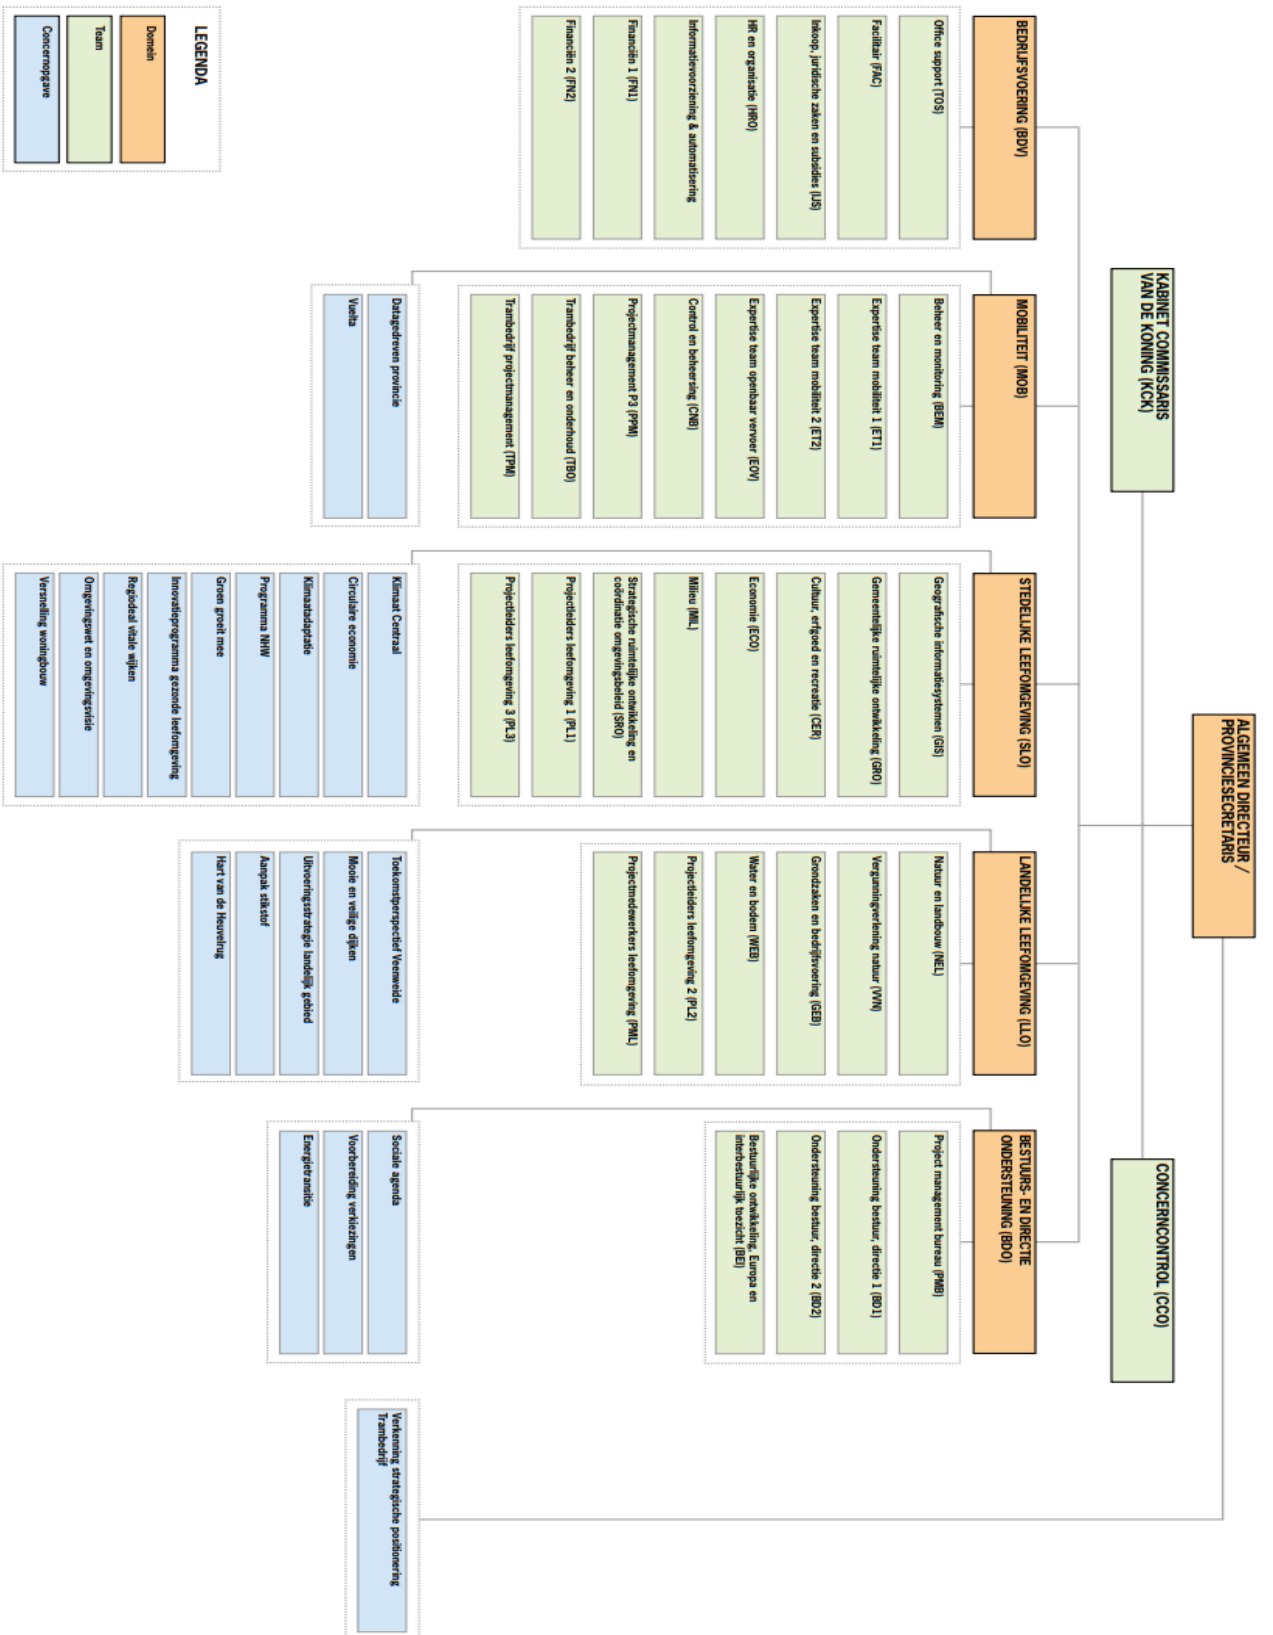 ALGEMEEN DIRECTEUR /
PROVINCIESECRETARIS
KABINET COMMISSARIS
VAN DE KONING (KCK)
CONCERNCONTROL (CCO)
BEDRIJFSVOERING (BDV)
Office support (TOS)
Facilitair (FAC)
Inkoop, juridische zaken en subsidies (IJS)
HR en organisatie (HRO)
Informatievoorziening & automatisering
Financiën 1 (FN1)
Financiën 2 (FN2)
MOBILITEIT (MOB)
Beheer en monitoring (BEM)
Expertise team mobiliteit 1 (ET1)
Expertise team mobiliteit 2 (ET2)
Expertise team openbaar vervoer (EOV)
Control en beheersing (CNB)
Projectmanagement P3 (PPM)
Trambedrijf beheer en onderhoud (TBO)
Trambedrijf projectmanagement (TPM)
Datagedreven provincie
Vuelta
STEDELIJKE LEEFOMGEVING (SLO)
Geografische informatiesystemen (GIS)
Gemeentelijke ruimtelijke ontwikkeling (GRO)
Cultuur, erfgoed en recreatie (CER)
Economie (ECO)
Milieu (MIL)
Strategische ruimtelijke ontwikkeling en
coördinatie omgevingsbeleid (SRO)
Projectleiders leefomgeving 1 (PL1)
Projectleiders leefomgeving 3 (PL3)
Klimaat Centraal
Circulaire economie
Klimaatadaptatie
Programma NHW
Groen groeit mee
Innovatieprogramma gezonde leefomgeving
Regiodeal vitale wijken
Omgevingswet en omgevingsvisie
Versnelling woningbouw
LANDELIJKE LEEFOMGEVING (LLO)
Natuur en landbouw (NEL)
Vergunningverlening natuur (VVN)
Grondzaken en bedrijfsvoering (GEB)
Water en bodem (WEB)
Projectleiders leefomgeving 2 (PL2)
Projectmedewerkers leefomgeving (PML)
Toekomstperspectief Veenweide
Mooie en veilige dijken
Uitvoeringsstrategie landelijk gebied
Aanpak stikstof
Hart van de Heuvelrug
BESTUURS- EN DIRECTIE
ONDERSTEUNING (BDO)
Project management bureau (PMB)
Ondersteuning bestuur, directie 1 (BD1)
Ondersteuning bestuur, directie 2 (BD2)
Bestuurlijke ontwikkeling, Europa en
interbestuurlijk toezicht (BEI)
Sociale agenda
Voorbereiding verkiezingen
Energietransitie
Verkenning strategische positionering
Trambedrijf
LEGENDA
Domein
Team
Concernopgave